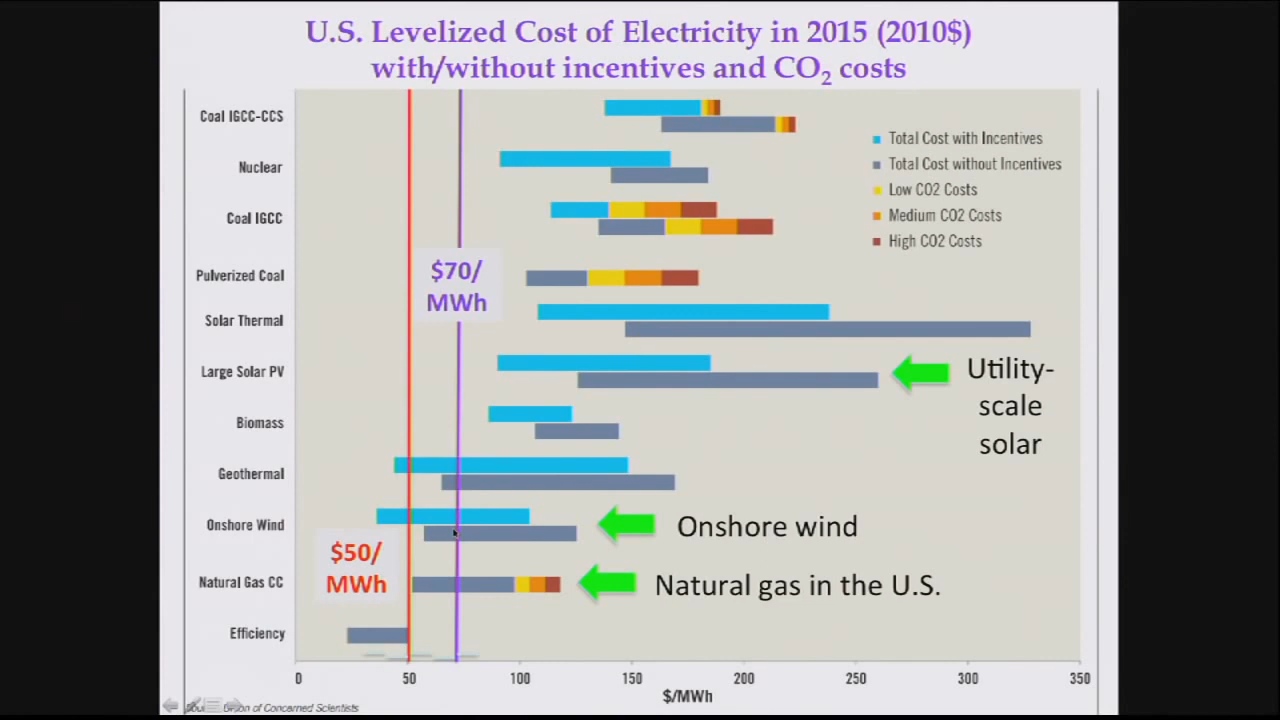 U.S. Levelized Cost of Electricity in 2015 (2010$)
with/without incentives and CO₂ costs
Coal IGCC-CCS
Nuclear
Coal IGCC
Pulverized Coal
Solar Thermal
Large Solar PV
Biomass
Geothermal
Onshore Wind
Natural Gas CC
Efficiency
Total Cost with Incentives
Total Cost without Incentives
Low CO2 Costs
Medium CO2 Costs
High CO2 Costs
$70/
MWh
Utility-
scale
solar
Onshore wind
$50/
MWh
Natural gas in the U.S.
0 50 100 150 200 250 300 350
$/MWh
Union of Concerned Scientists